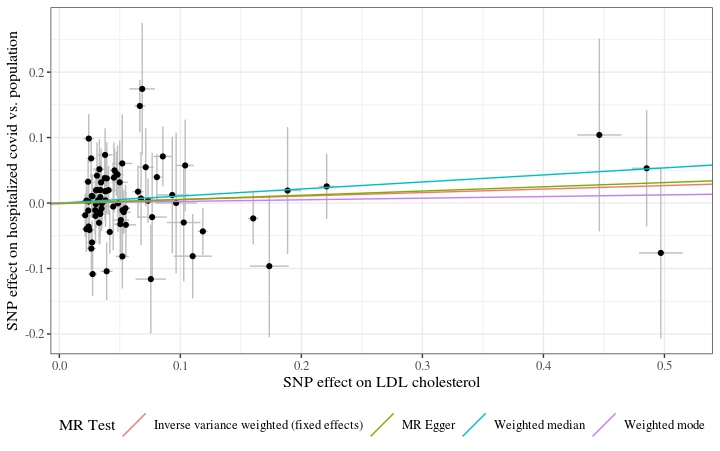 SNP effect on hospitalized covid vs. population
0.2
0.1
0.0
-0.1
-0.2
0.0 0.1 0.2 0.3 0.4 0.5
SNP effect on LDL cholesterol
MR Test Inverse variance weighted (fixed effects) MR Egger Weighted median Weighted mode